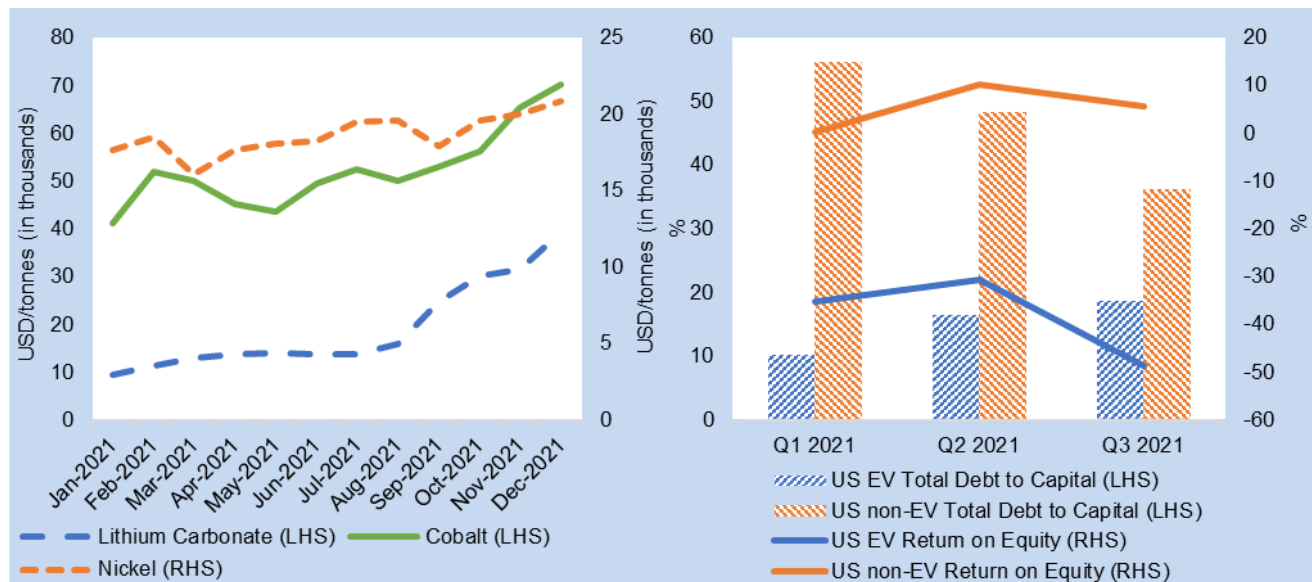 80
70
60
50
40
30
20
10
0
USD/tonnes (in thousands)
25
20
15
10
5
0
USD/tonnes (in thousands)
Jan-2021
Feb-2021
Mar-2021
Apr-2021
May-2021
Jun-2021
Jul-2021
Aug-2021
Sep-2021
Oct-2021
Nov-2021
Dec-2021
Lithium Carbonate (LHS)
Cobalt (LHS)
Nickel (RHS)
60
50
40
30
20
10
0
%
20
10
0
-10
-20
-30
-40
-50
-60
%
Q1 2021
Q2 2021
Q3 2021
US EV Total Debt to Capital (LHS)
US non-EV Total Debt to Capital (LHS)
US EV Return on Equity (RHS)
US non-EV Return on Equity (RHS)